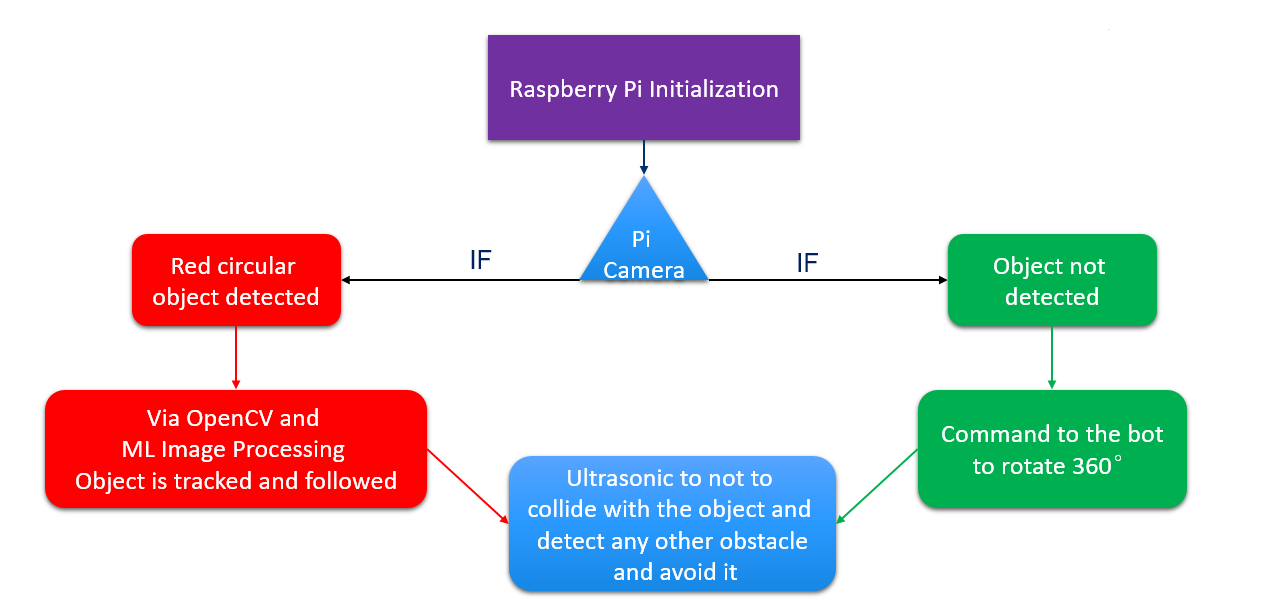 Raspberry Pi Initialization
Pi
Camera
IF
IF
Red circular
object detected
Object not
detected
Via OpenCV and
ML Image Processing
Object is tracked and followed
Command to the bot
to rotate 360°
Ultrasonic to not to
collide with the object and
detect any other obstacle
and avoid it